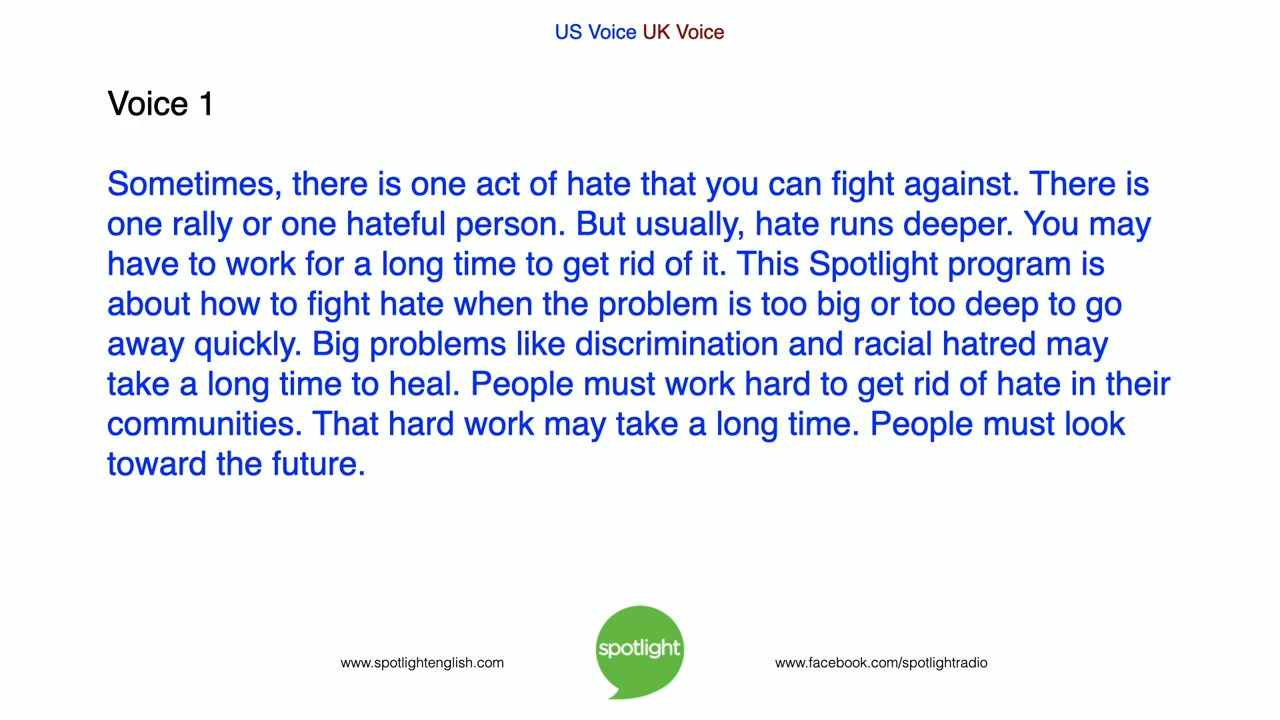 US Voice UK Voice
Voice 1
Sometimes, there is one act of hate that you can fight against. There is
one rally or one hateful person. But usually, hate runs deeper. You may
have to work for a long time to get rid of it. This Spotlight program is
about how to fight hate when the problem is too big or too deep to go
away quickly. Big problems like discrimination and racial hatred may
take a long time to heal. People must work hard to get rid of hate in their
communities. That hard work may take a long time. People must look
toward the future.
spotlight
www.spotlightenglish.com
www.facebook.com/spotlightradio